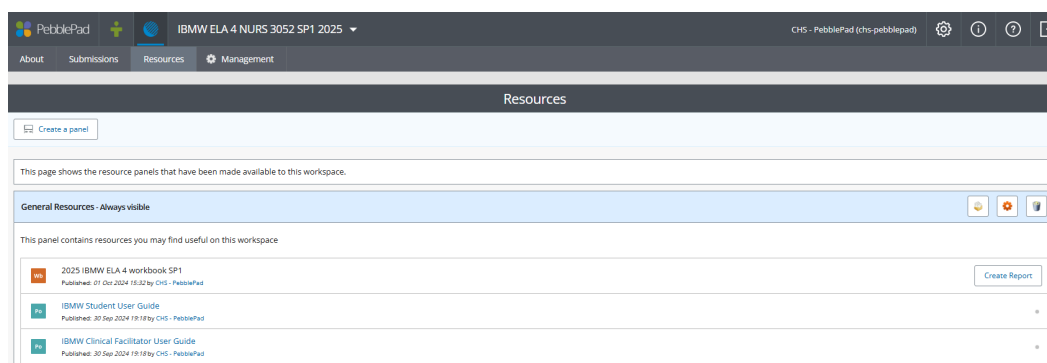 PebblePad IBMW ELA 4 NURS 3052 SP1 2025 CHS - PebblePad (chs-pebblepad)
About Submissions Resources Management
Resources
Create a panel
This page shows the resource panels that have been made available to this workspace.
General Resources - Always visible
This panel contains resources you may find useful on this workspace
Wb 2025 IBMW ELA 4 workbook SP1 Create Report
Published: 01 Oct 2024 15:32 by CHS - PebblePad
Po IBMW Student User Guide
Published: 30 Sep 2024 19:18 by CHS - PebblePad
Po IBMW Clinical Facilitator User Guide
Published: 30 Sep 2024 19:18 by CHS - PebblePad